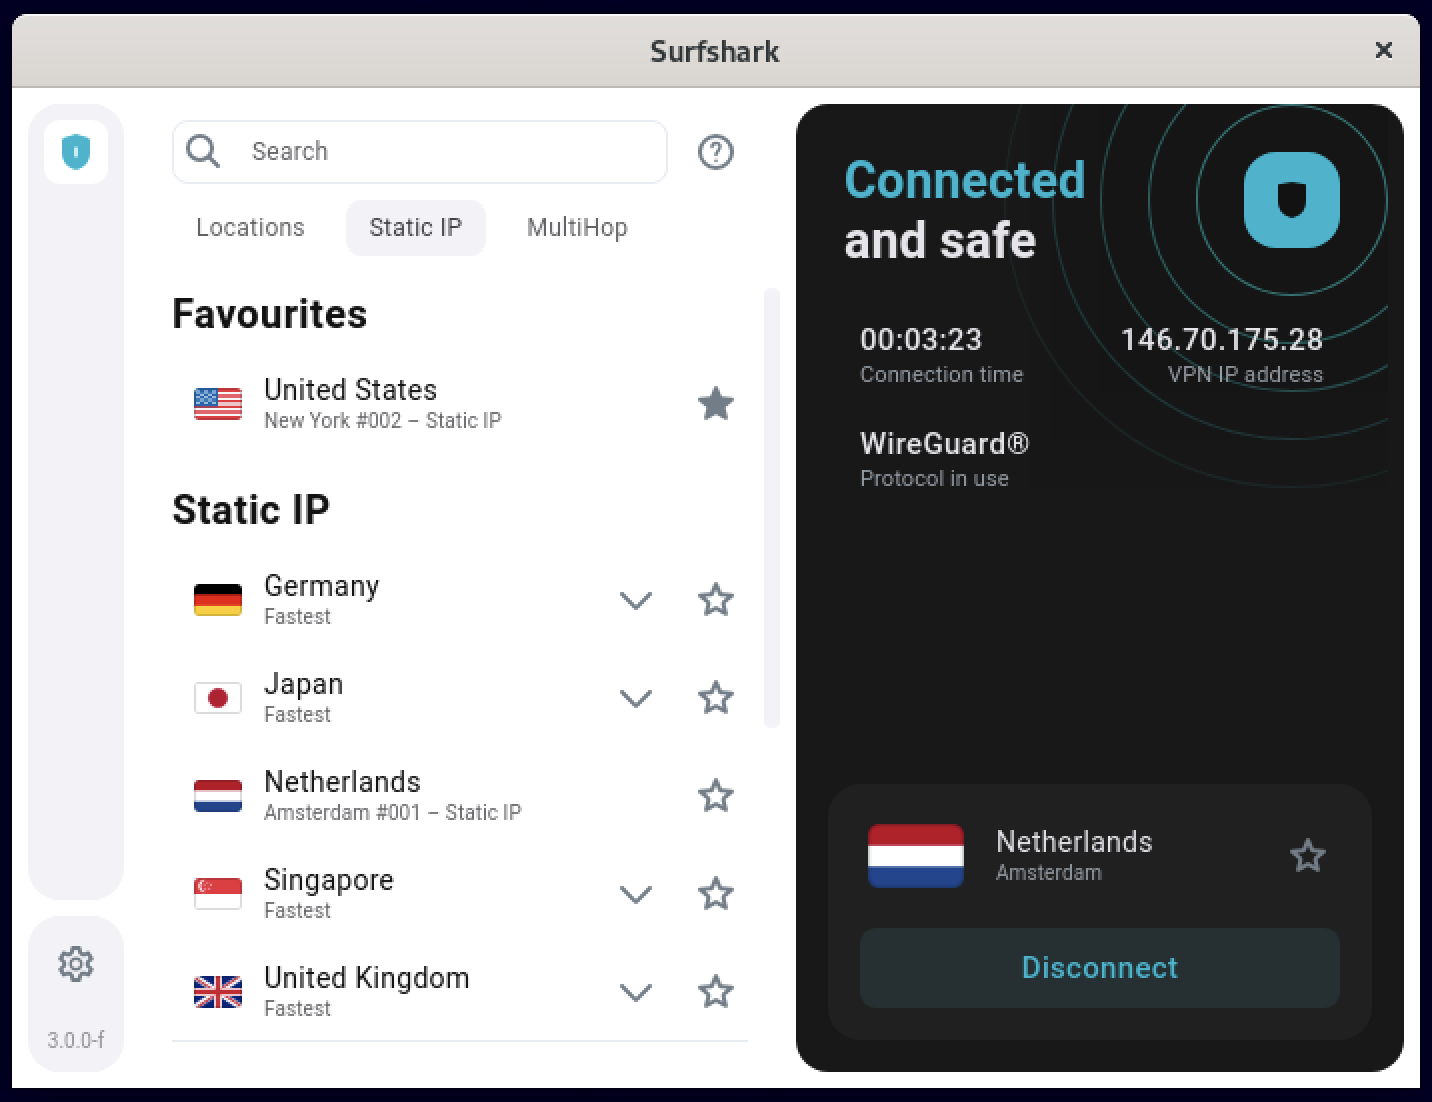 Surfshark
Search
Locations
Static IP
MultiHop
Favourites
United States
New York #002 – Static IP
Static IP
Germany
Fastest
Japan
Fastest
Netherlands
Amsterdam #001 – Static IP
Singapore
Fastest
United Kingdom
Fastest
3.0.0-f
Connected
and safe
00:03:23
Connection time
146.70.175.28
VPN IP address
WireGuard®
Protocol in use
Netherlands
Amsterdam
Disconnect